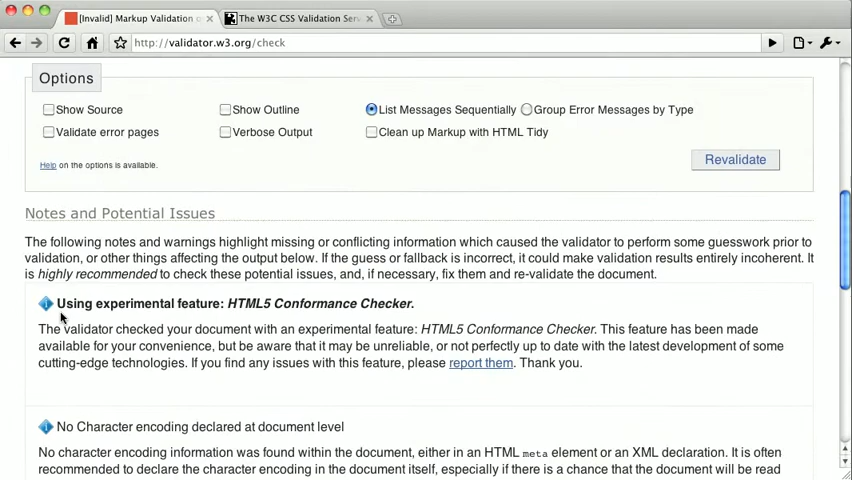 [Invalid] Markup Validation o
The W3C CSS Validation Serv
http://validator.w3.org/check
Options
Show Source
Show Outline
List Messages Sequentially
Group Error Messages by Type
Validate error pages
Verbose Output
Clean up Markup with HTML Tidy
Help on the options is available.
Revalidate
Notes and Potential Issues
The following notes and warnings highlight missing or conflicting information which caused the validator to perform some guesswork prior to
validation, or other things affecting the output below. If the guess or fallback is incorrect, it could make validation results entirely incoherent. It
is highly recommended to check these potential issues, and, if necessary, fix them and re-validate the document.
Using experimental feature: HTML5 Conformance Checker.
The validator checked your document with an experimental feature: HTML5 Conformance Checker. This feature has been made
available for your convenience, but be aware that it may be unreliable, or not perfectly up to date with the latest development of some
cutting-edge technologies. If you find any issues with this feature, please report them. Thank you.
No Character encoding declared at document level
No character encoding information was found within the document, either in an HTML meta element or an XML declaration. It is often
recommended to declare the character encoding in the document itself, especially if there is a chance that the document will be read